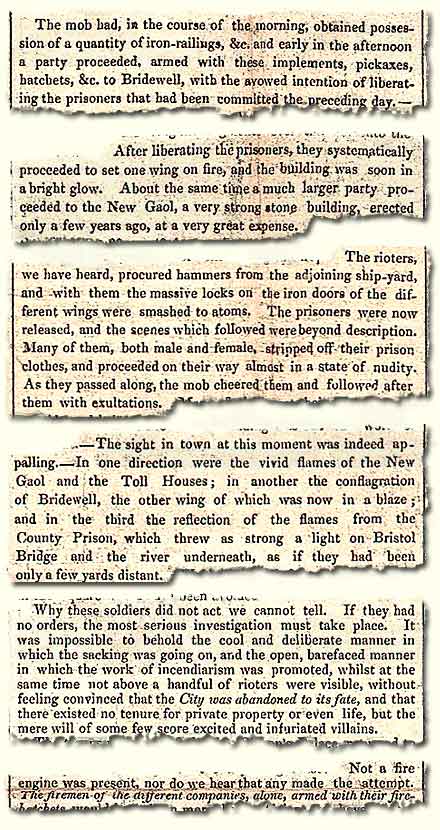 The mob had, in the course of the morning, obtained posses-
sion of a quantity of iron-railings, &c. and early in the afternoon
a party proceeded, armed with these implements, pickaxes,
hatchets, &c. to Bridewell, with the avowed intention of liberat-
ing the prisoners that had been committed the preceding day.—
After liberating the prisoners, they systematically
proceeded to set one wing on fire, and the building was soon in
a bright glow. About the same time a much larger party pro-
ceeded to the New Gaol, a very strong stone building, erected
only a few years ago, at a very great expense.
The rioters,
we have heard, procured hammers from the adjoining ship-yard,
and with them the massive locks on the iron doors of the dif-
ferent wings were smashed to atoms. The prisoners were now
released, and the scenes which followed were beyond description.
Many of them, both male and female, stripped off their prison
clothes, and proceeded on their way almost in a state of nudity.
As they passed along, the mob cheered them and followed after
them with exultations.
—The sight in town at this moment was indeed ap-
palling.—In one direction were the vivid flames of the New
Gaol and the Toll Houses; in another the conflagration
of Bridewell, the other wing of which was now in a blaze;
and in the third the reflection of the flames from the
County Prison, which threw as strong a light on Bristol
Bridge and the river underneath, as if they had been
only a few yards distant.
Why these soldiers did not act we cannot tell. If they had
no orders, the most serious investigation must take place. It
was impossible to behold the cool and deliberate manner in
which the sacking was going on, and the open, barefaced manner
in which the work of incendiarism was promoted, whilst at the
same time not above a handful of rioters were visible, without
feeling convinced that the City was abandoned to its fate, and that
there existed no tenure for private property or even life, but the
mere will of some few score excited and infuriated villains.
Not a fire
engine was present, nor do we hear that any made the attempt.
The firemen of the different companies, alone, armed with their fire-